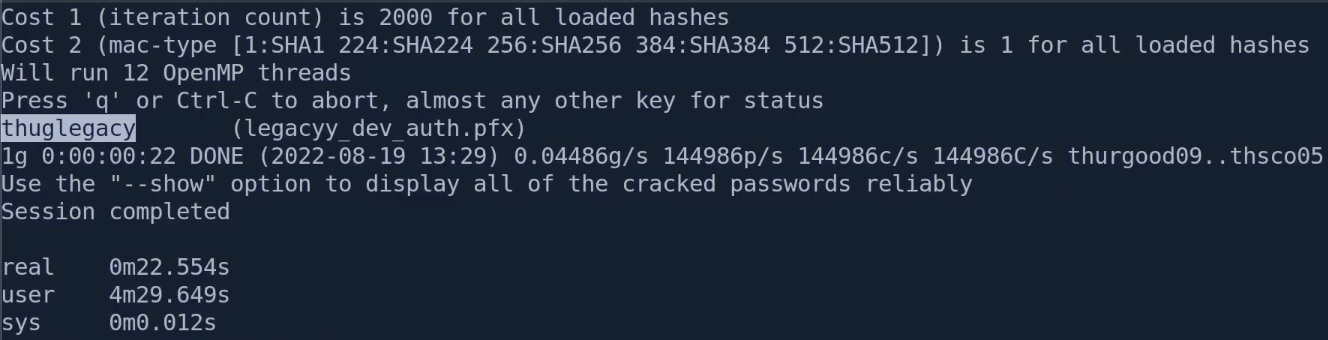 Cost 1 (iteration count) is 2000 for all loaded hashes
Cost 2 (mac-type [1:SHA1 224:SHA224 256:SHA256 384:SHA384 512:SHA512]) is 1 for all loaded hashes
Will run 12 OpenMP threads
Press 'q' or Ctrl-C to abort, almost any other key for status
thuglegacy       (legacyy_dev_auth.pfx)
1g 0:00:00:22 DONE (2022-08-19 13:29) 0.04486g/s 144986p/s 144986c/s 144986C/s thurgood09..thsco05
Use the "--show" option to display all of the cracked passwords reliably
Session completed
real    0m22.554s
user    4m29.649s
sys     0m0.012s